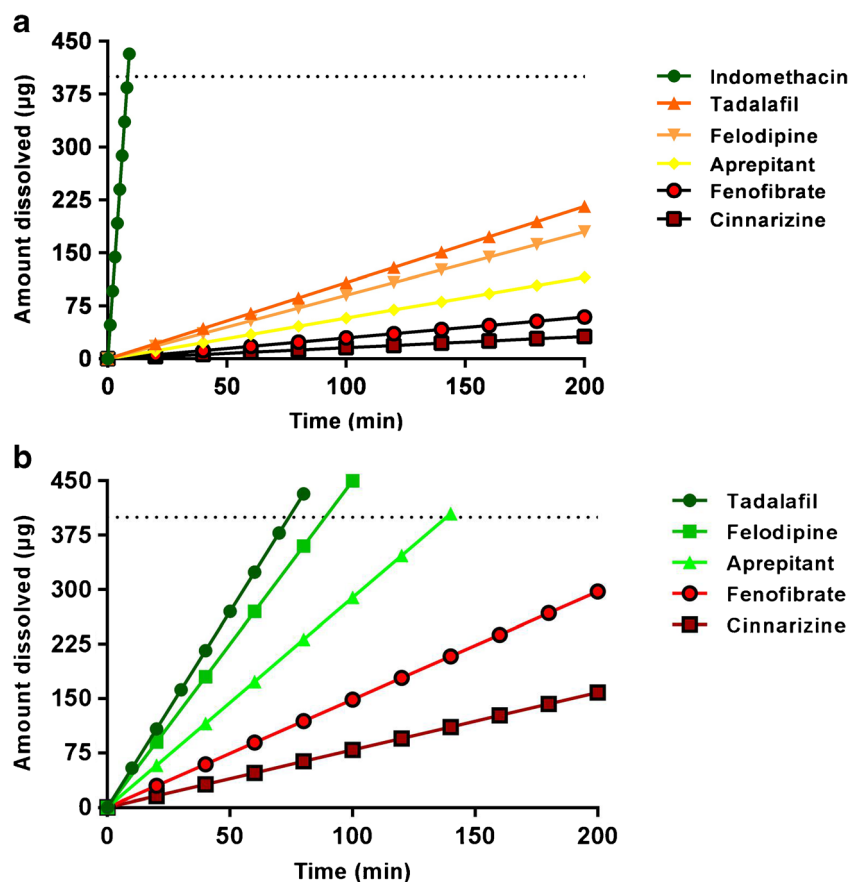 a
450
375
300
225
150
75
0
Amount dissolved (µg)
0 50 100 150 200
Time (min)
Indomethacin
Tadalafil
Felodipine
Aprepitant
Fenofibrate
Cinnarizine
b
450
375
300
225
150
75
0
Amount dissolved (µg)
0 50 100 150 200
Time (min)
Tadalafil
Felodipine
Aprepitant
Fenofibrate
Cinnarizine